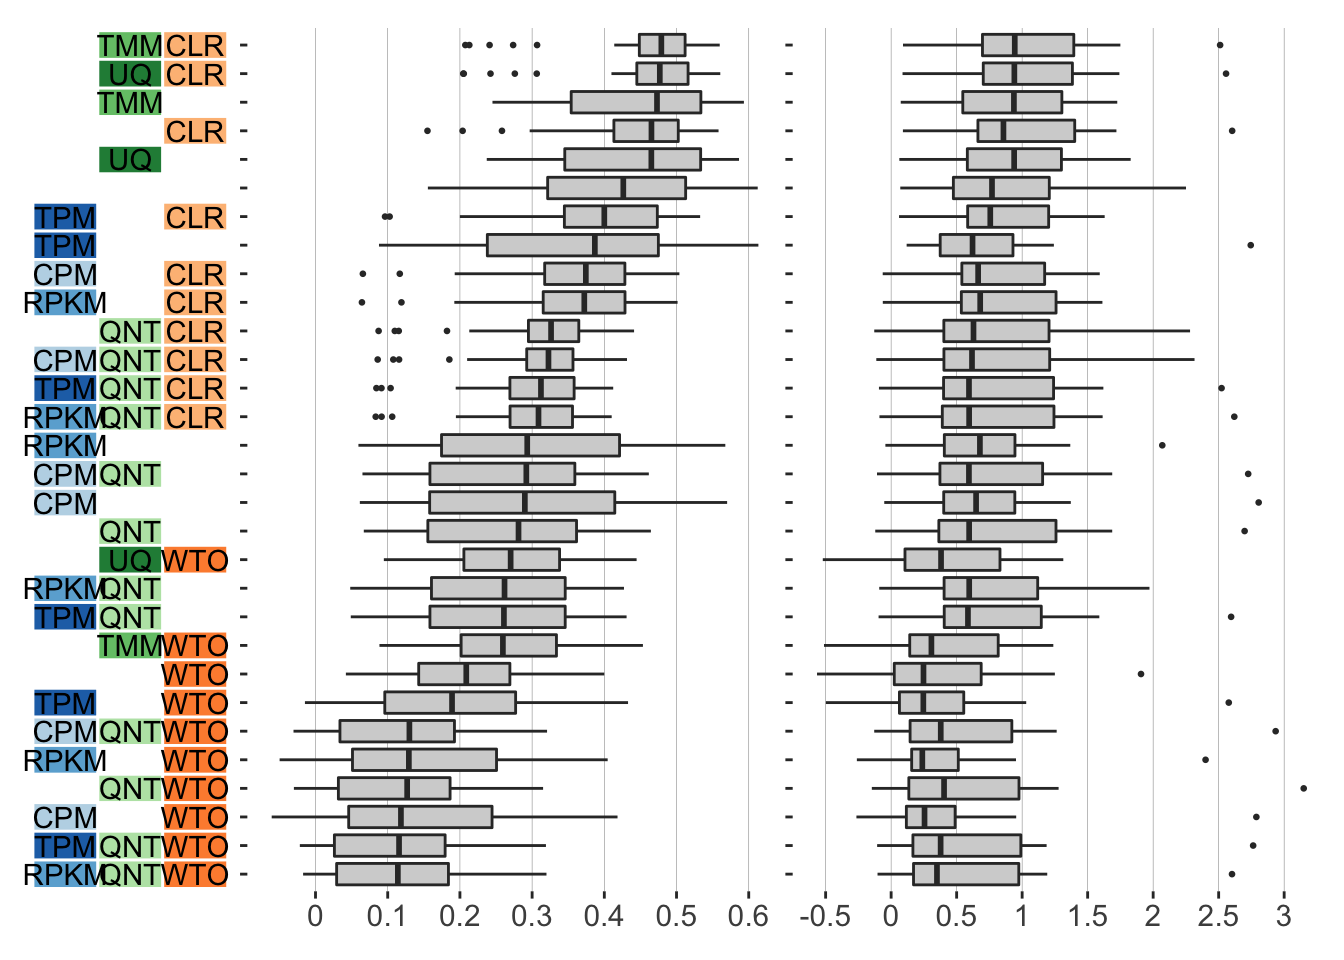 TMM CLR
UQ CLR
TMM
CLR
UQ
TPM CLR
TPM
CPM CLR
RPKM CLR
QNT CLR
CPM QNT CLR
TPM QNT CLR
RPKM QNT CLR
RPKM
CPM QNT
CPM
QNT
UQ WTO
RPKM QNT
TPM QNT
TMM WTO
WTO
TPM WTO
CPM QNT WTO
RPKM WTO
QNT WTO
CPM WTO
TPM QNT WTO
RPKM QNT WTO
0 0.1 0.2 0.3 0.4 0.5 0.6 -0.5 0 0.5 1 1.5 2 2.5 3